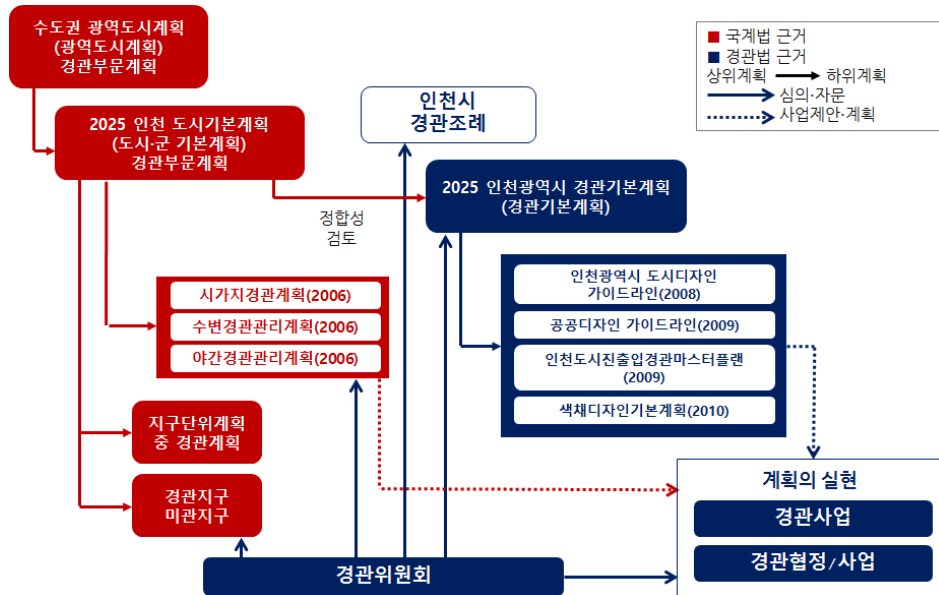 수도권 광역도시계획
(광역도시계획)
경관부문계획
■ 국계법 근거
■ 경관법 근거
상위계획 하위계획
심의·자문
사업제안·계획
인천시
경관조례
2025 인천 도시기본계획
(도시·군 기본계획)
경관부문계획
2025 인천광역시 경관기본계획
(경관기본계획)
정합성
검토
시가지경관계획(2006)
수변경관관리계획(2006)
야간경관관리계획(2006)
인천광역시 도시디자인
가이드라인(2008)
공공디자인 가이드라인(2009)
인천도시진출입경관마스터플랜
(2009)
색채디자인기본계획(2010)
지구단위계획
중 경관계획
경관지구
미관지구
계획의 실현
경관사업
경관협정/사업
경관위원회